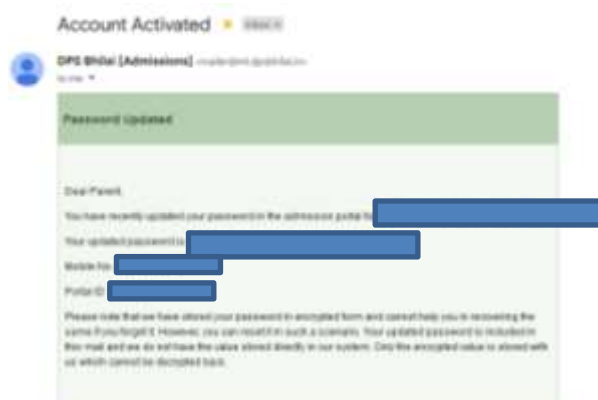 Account Activated Inbox
DPS Bhilai [Admissions]
to me
Password Updated
Dear Parent,
You have recently updated your password in the admission portal for
Your updated password is
Mobile No
Portal ID
Please note that we have stored your password in encrypted form and cannot help you in recovering the
same if you forget it. However, you can reset it in such a scenario. Your updated password is included in
this mail and we do not have the value stored directly in our system. Only the encrypted value is stored with
us which cannot be decrypted back.